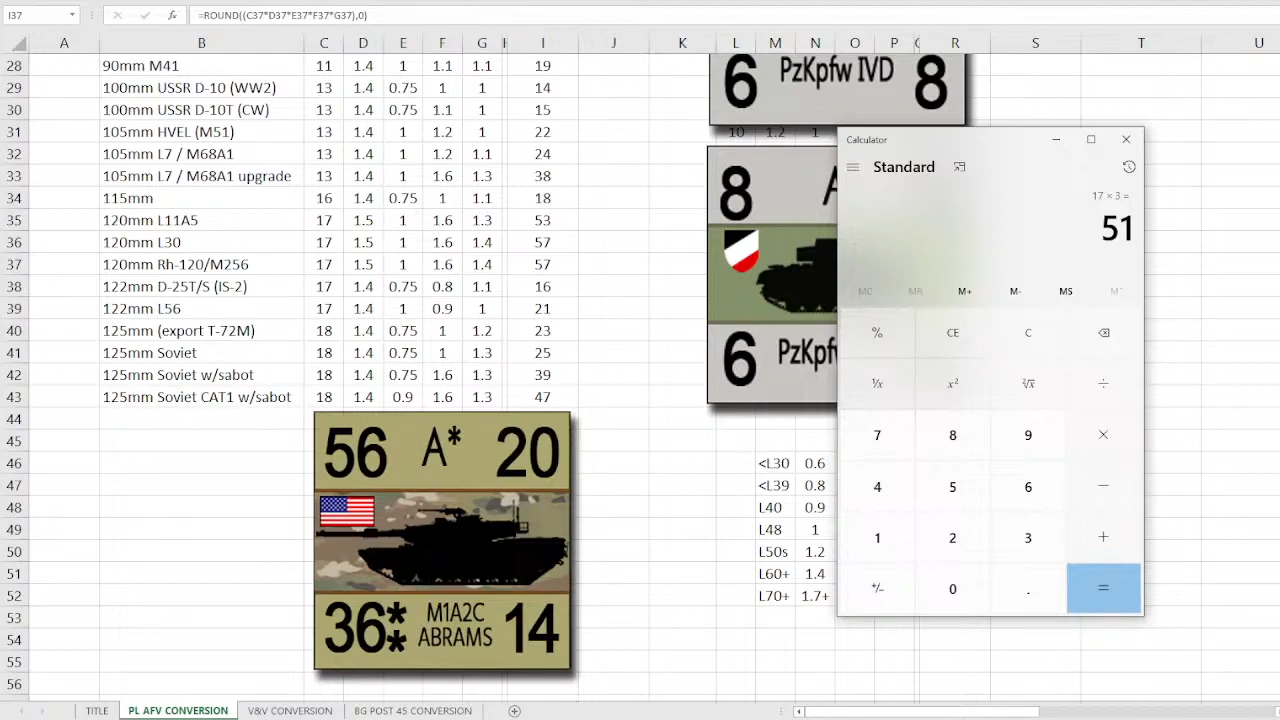 I37 fx =ROUND((C37*D37*E37*F37*G37),0)
A B C D E F G H I J K L M N O P R S T U
28 90mm M41 11 1.4 1 1.1 1.1 19
29 100mm USSR D-10 (WW2) 13 1.4 0.75 1 1 14
30 100mm USSR D-10T (CW) 13 1.4 0.75 1.1 1 15
31 105mm HVEL (M51) 13 1.4 1 1.2 1 22 10 1.2 1
32 105mm L7 / M68A1 13 1.4 1 1.2 1.1 24
33 105mm L7 / M68A1 upgrade 13 1.4 1 1.6 1.3 38
34 115mm 16 1.4 0.75 1 1.1 18
35 120mm L11A5 17 1.5 1 1.6 1.3 53
36 120mm L30 17 1.5 1 1.6 1.4 57
37 120mm Rh-120/M256 17 1.5 1 1.6 1.4 57
38 122mm D-25T/S (IS-2) 17 1.4 0.75 0.8 1.1 16
39 122mm L56 17 1.4 1 0.9 1 21
40 125mm (export T-72M) 18 1.4 0.75 1 1.2 23
41 125mm Soviet 18 1.4 0.75 1 1.3 25
42 125mm Soviet w/sabot 18 1.4 0.75 1.6 1.3 39
43 125mm Soviet CAT1 w/sabot 18 1.4 0.9 1.6 1.3 47
6 PzKpfw IVD 8
8 A
6 PzKpfw
Calculator
Standard
17 × 3 =
51
MC MR M+ M- MS
% CE C
¹/x x² ²√x ÷
7 8 9 ×
4 5 6 −
1 2 3 +
+/- 0 . =
56 A* 20
36** M1A2C ABRAMS 14
46 <L30 0.6
47 <L39 0.8
48 L40 0.9
49 L48 1
50 L50s 1.2
51 L60+ 1.4
52 L70+ 1.7+
53
54
55
56
TITLE PL AFV CONVERSION V&V CONVERSION BG POST 45 CONVERSION